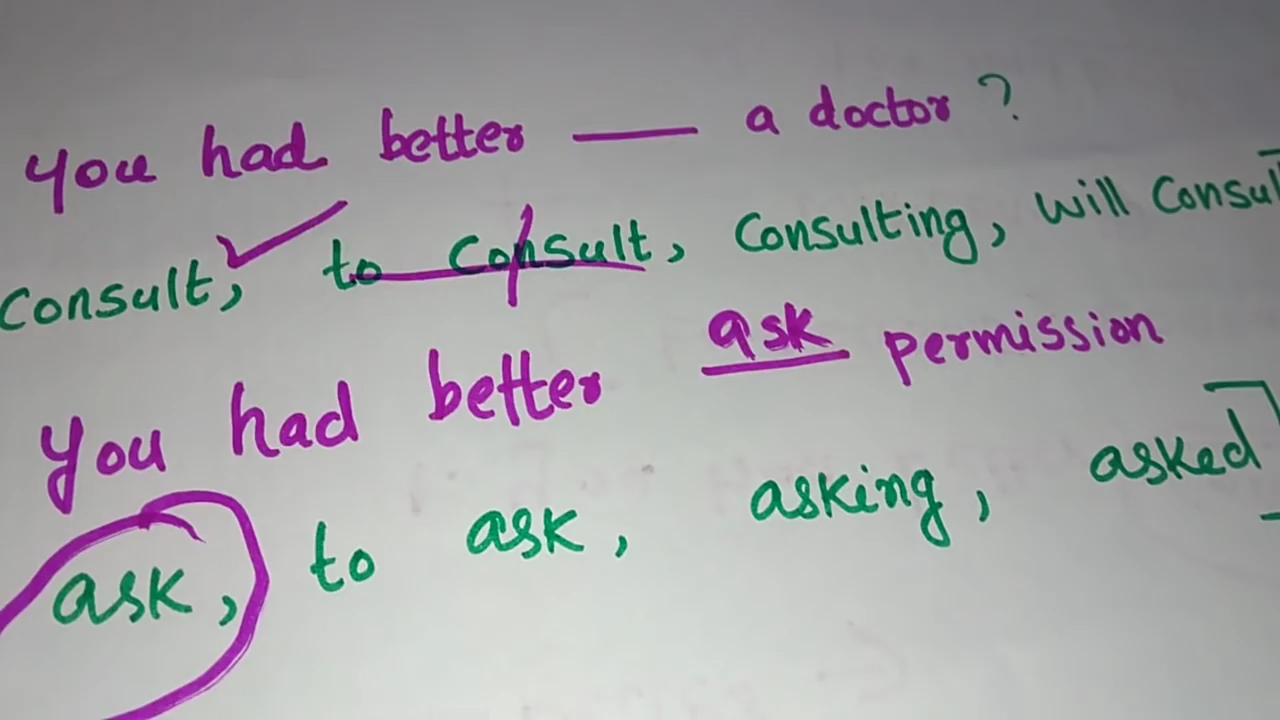 you had better ___ a doctor ?
consult, to consult, consulting, will consul
you had better ask permission
ask, to ask, asking, asked]